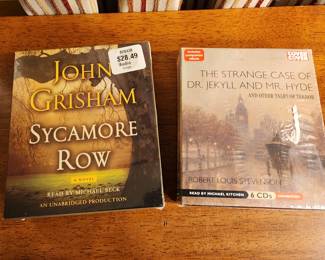 $28.49
JOHN
GRISHAM
SYCAMORE
ROW
A NOVEL
READ BY MICHAEL BECK
AN UNABRIDGED PRODUCTION
THE STRANGE CASE OF
DR. JEKYLL AND MR. HYDE
AND OTHER TALES OF TERROR
ROBERT LOUIS STEVENSON
READ BY MICHAEL KITCHEN
6 CDs